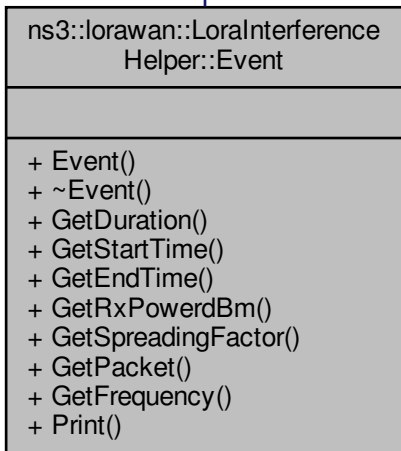 ns3::lorawan::LoraInterference
Helper::Event
+ Event()
+ ~Event()
+ GetDuration()
+ GetStartTime()
+ GetEndTime()
+ GetRxPowerdBm()
+ GetSpreadingFactor()
+ GetPacket()
+ GetFrequency()
+ Print()